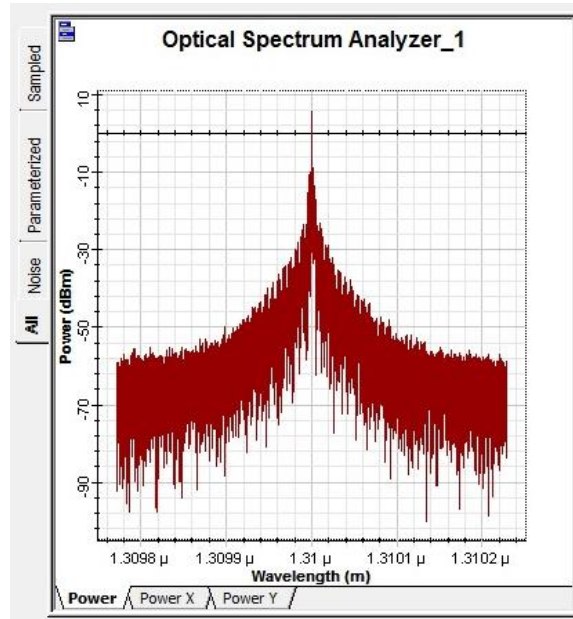 Optical Spectrum Analyzer_1
Sampled
Parameterized
Noise
All
Power (dBm)
10
-10
-30
-50
-70
-90
1.3098 µ
1.3099 µ
1.31 µ
1.3101 µ
1.3102 µ
Wavelength (m)
Power
Power X
Power Y